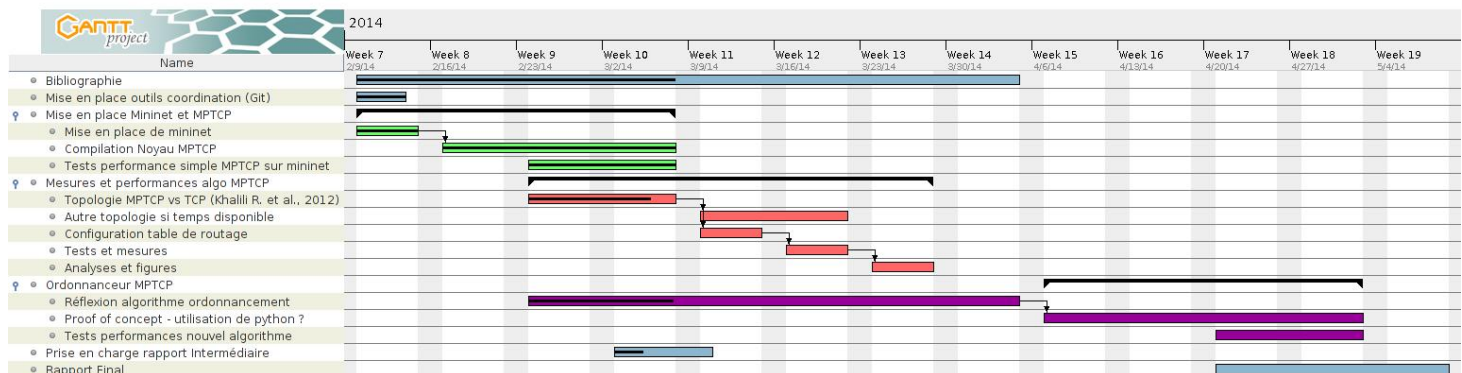 GANTT
project
2014
Week 7 Week 8 Week 9 Week 10 Week 11 Week 12 Week 13 Week 14 Week 15 Week 16 Week 17 Week 18 Week 19
Name
2/9/14 2/16/14 2/23/14 3/2/14 3/9/14 3/16/14 3/23/14 3/30/14 4/6/14 4/13/14 4/20/14 4/27/14 5/4/14
Bibliographie
Mise en place outils coordination (Git)
Mise en place Mininet et MPTCP
Mise en place de mininet
Compilation Noyau MPTCP
Tests performance simple MPTCP sur mininet
Mesures et performances algo MPTCP
Topologie MPTCP vs TCP (Khalili R. et al., 2012)
Autre topologie si temps disponible
Configuration table de routage
Tests et mesures
Analyses et figures
Ordonnanceur MPTCP
Réflexion algorithme ordonnancement
Proof of concept - utilisation de python ?
Tests performances nouvel algorithme
Prise en charge rapport Intermédiaire
Rapport Final